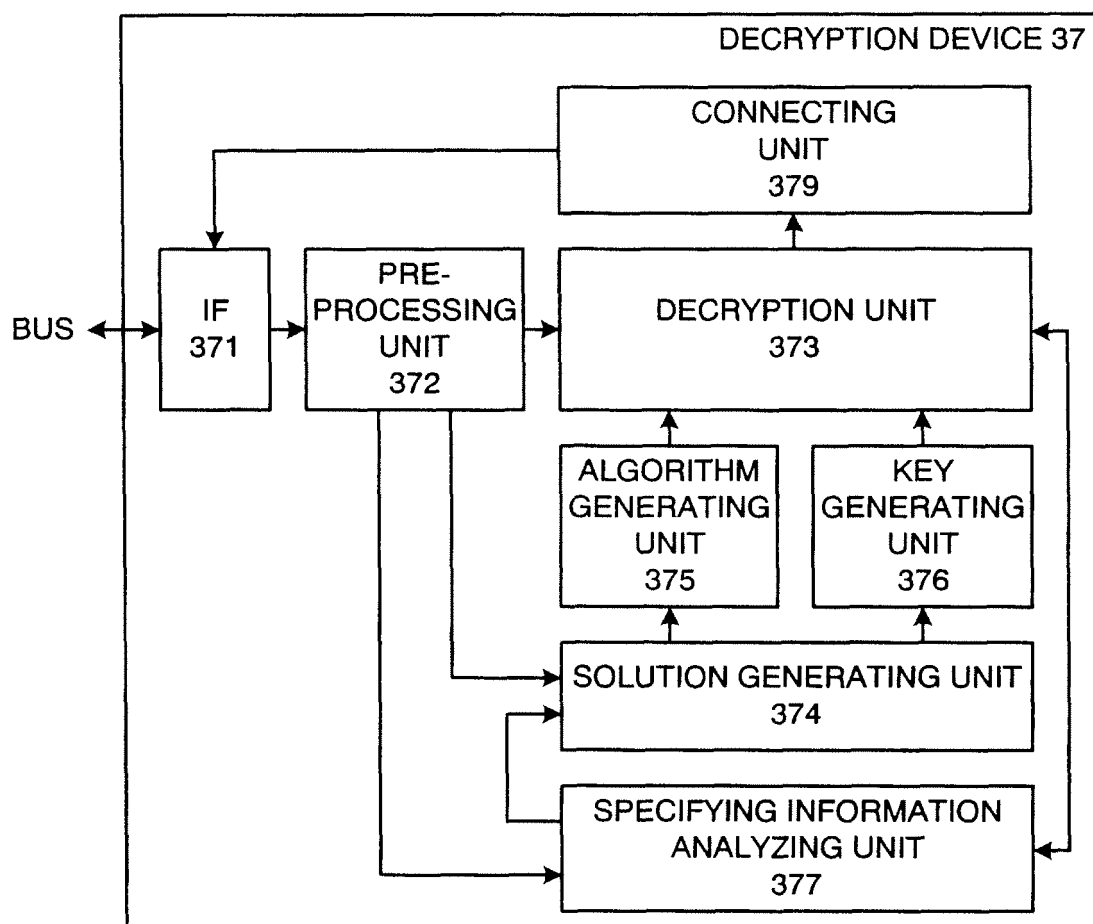 DECRYPTION DEVICE 37
CONNECTING
UNIT
379
BUS
IF
371
PRE-
PROCESSING
UNIT
372
DECRYPTION UNIT
373
ALGORITHM
GENERATING
UNIT
375
KEY
GENERATING
UNIT
376
SOLUTION GENERATING UNIT
374
SPECIFYING INFORMATION
ANALYZING UNIT
377